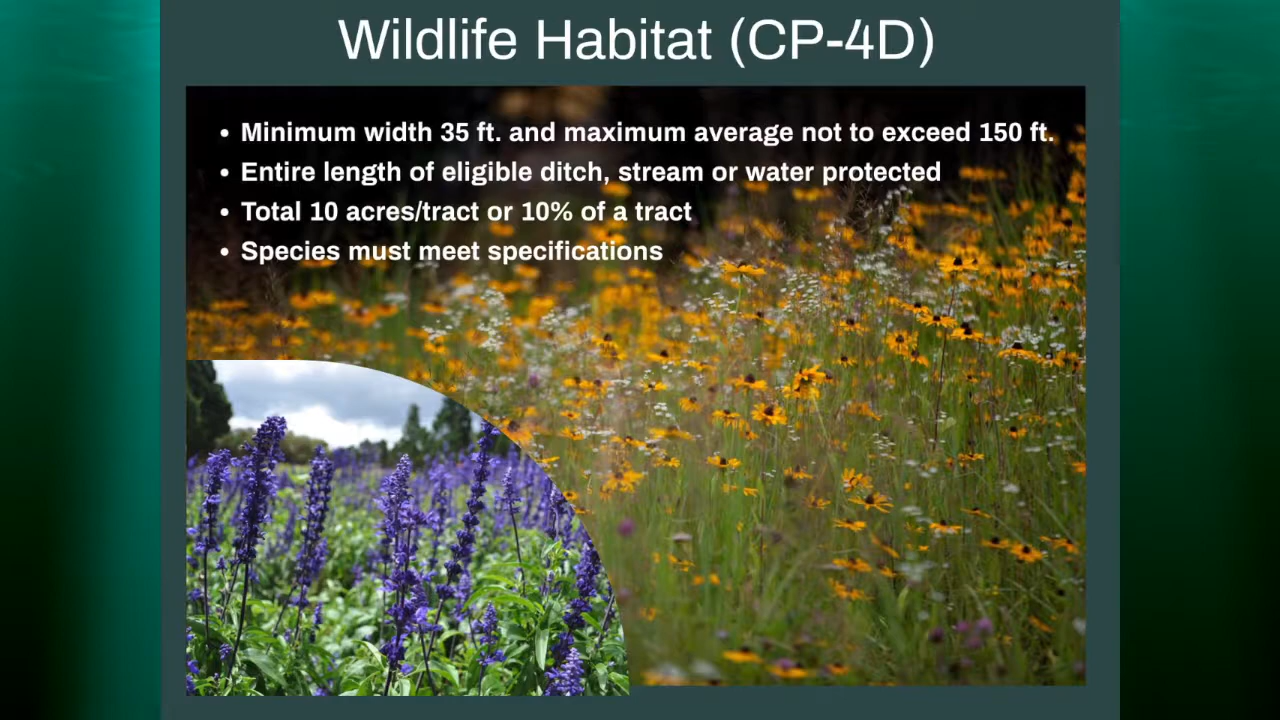 Wildlife Habitat (CP-4D)
• Minimum width 35 ft. and maximum average not to exceed 150 ft.
• Entire length of eligible ditch, stream or water protected
• Total 10 acres/tract or 10% of a tract
• Species must meet specifications